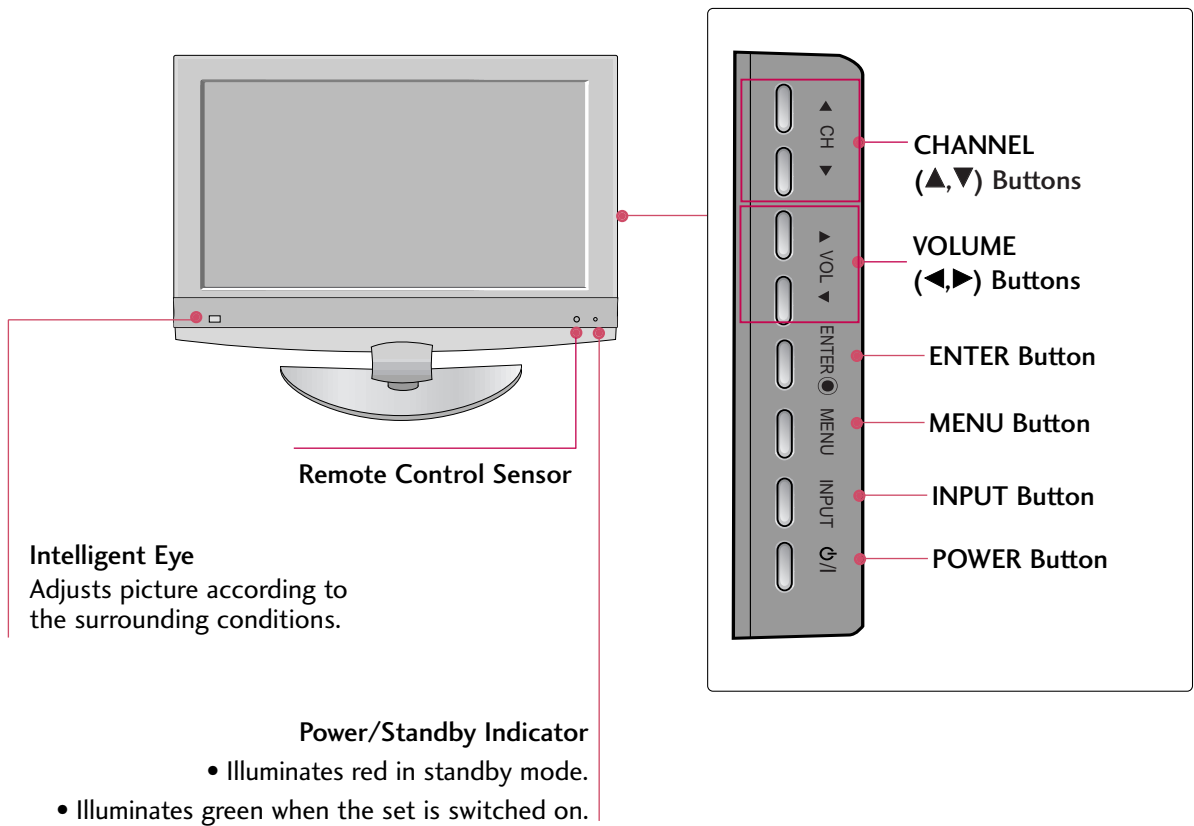 CH
VOL
ENTER
MENU
INPUT
⏻/I
CHANNEL
(▲,▼) Buttons
VOLUME
(◀,▶) Buttons
ENTER Button
MENU Button
INPUT Button
POWER Button
Remote Control Sensor
Intelligent Eye
Adjusts picture according to
the surrounding conditions.
Power/Standby Indicator
• Illuminates red in standby mode.
• Illuminates green when the set is switched on.